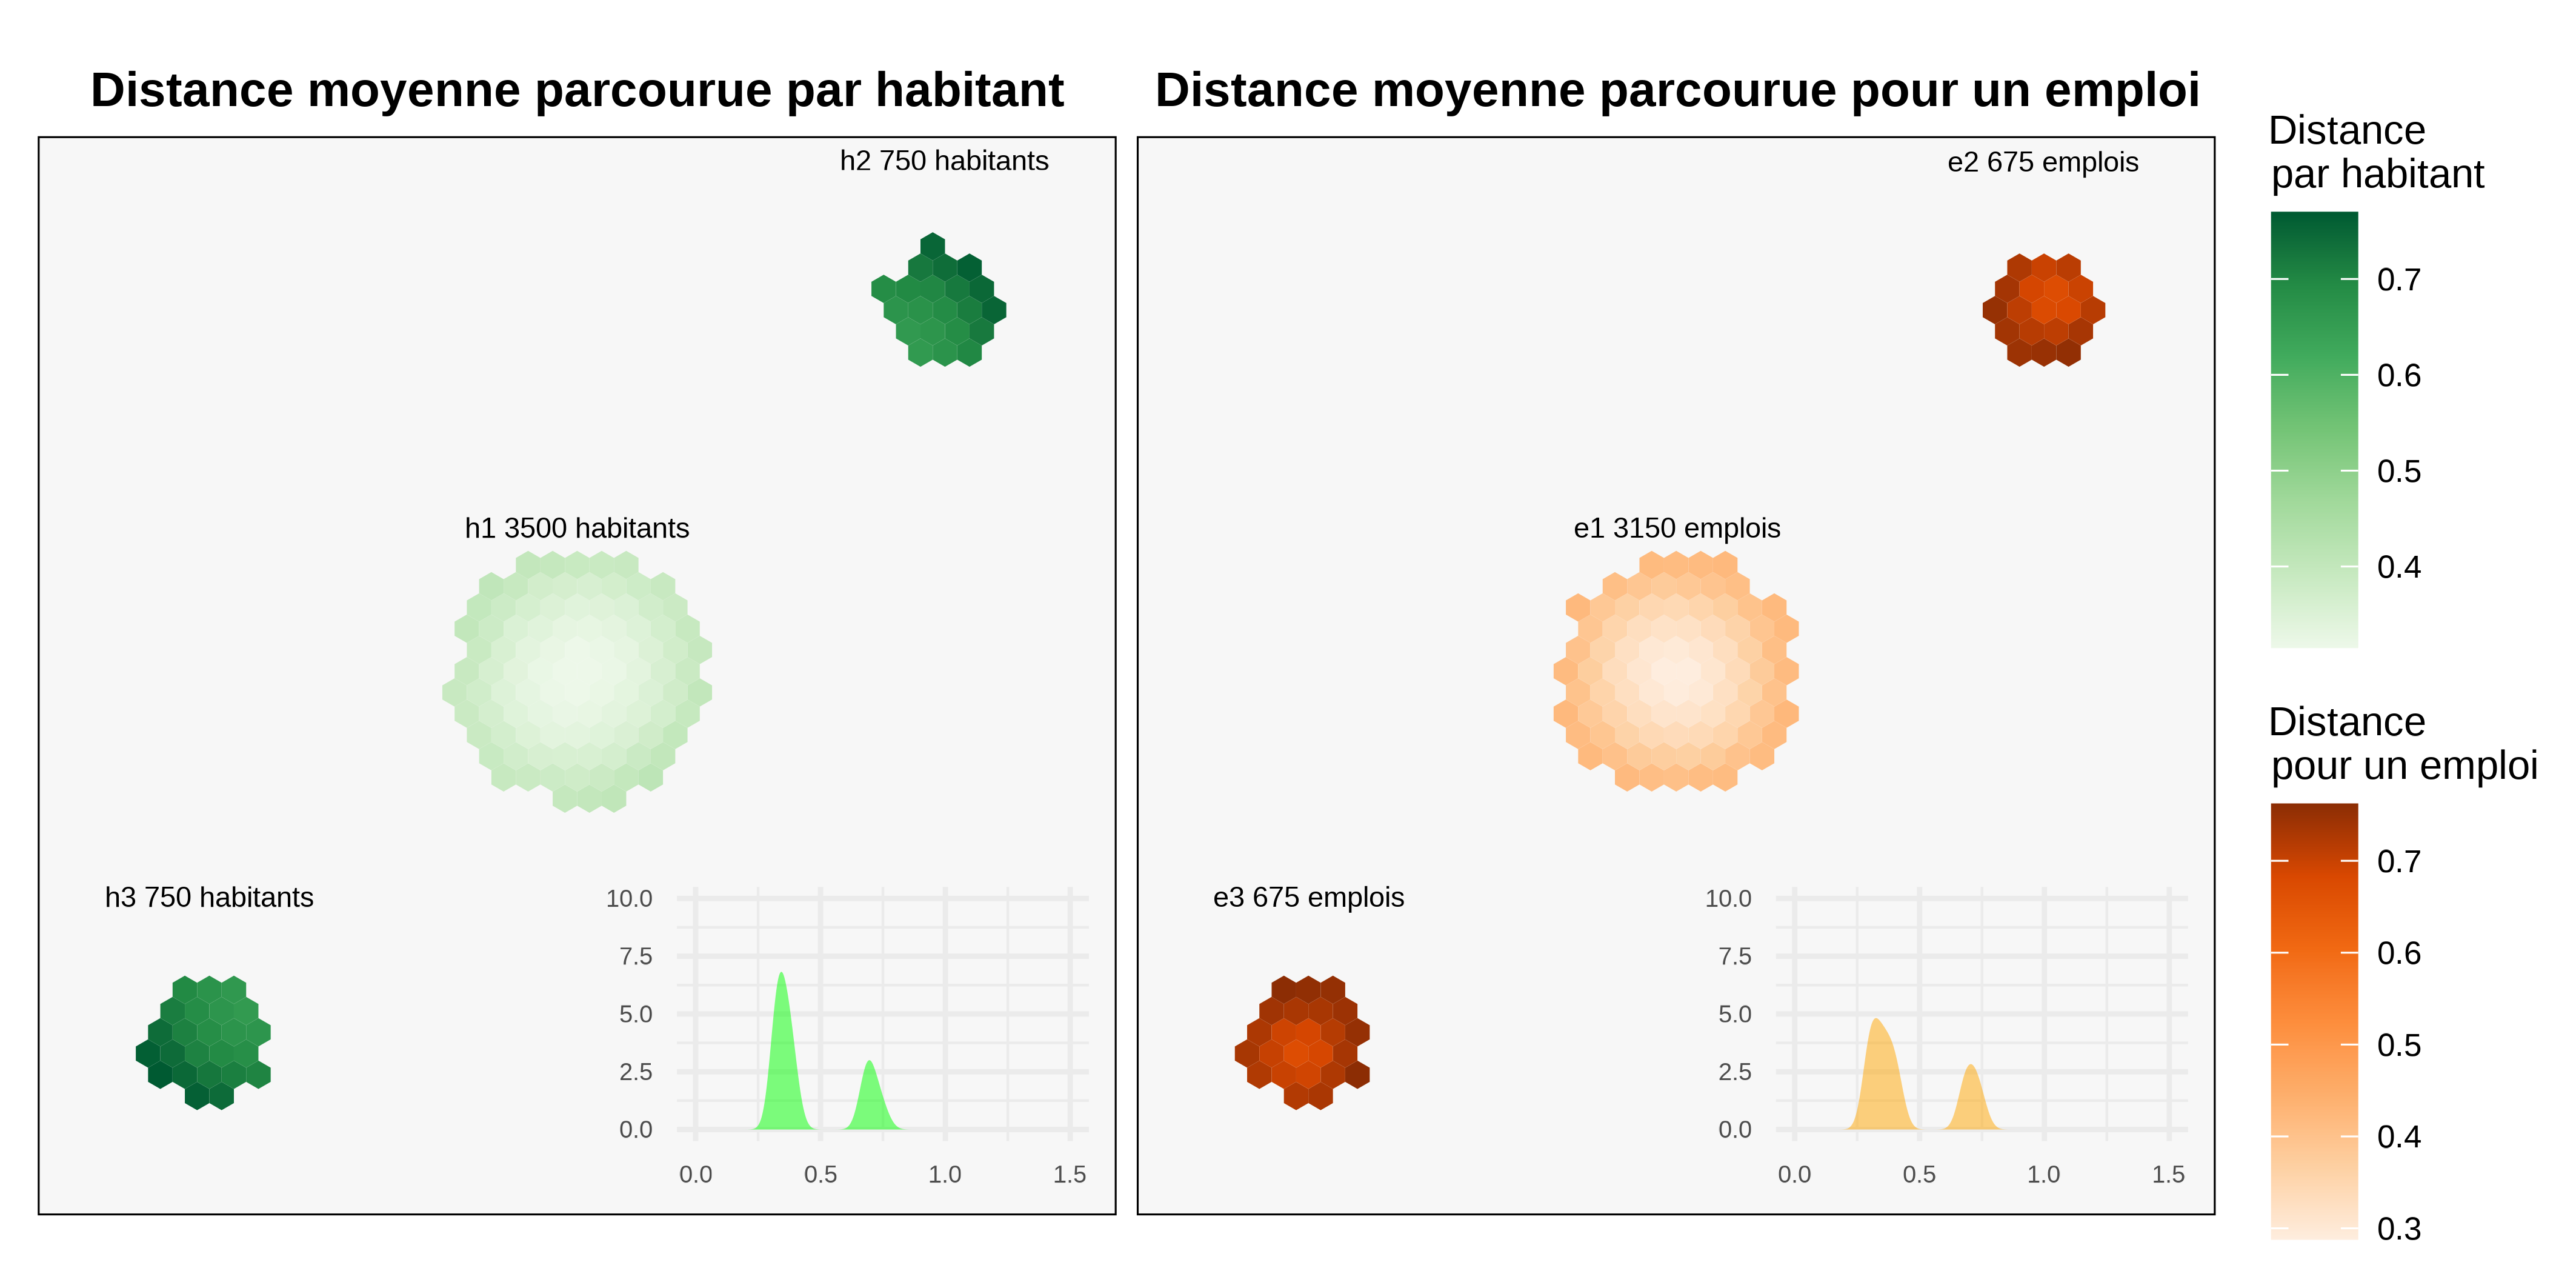 Distance moyenne parcourue par habitant
Distance moyenne parcourue pour un emploi
h2 750 habitants
h1 3500 habitants
h3 750 habitants
10.0
7.5
5.0
2.5
0.0
0.0 0.5 1.0 1.5
e2 675 emplois
e1 3150 emplois
e3 675 emplois
10.0
7.5
5.0
2.5
0.0
0.0 0.5 1.0 1.5
Distance
par habitant
0.7
0.6
0.5
0.4
Distance
pour un emploi
0.7
0.6
0.5
0.4
0.3